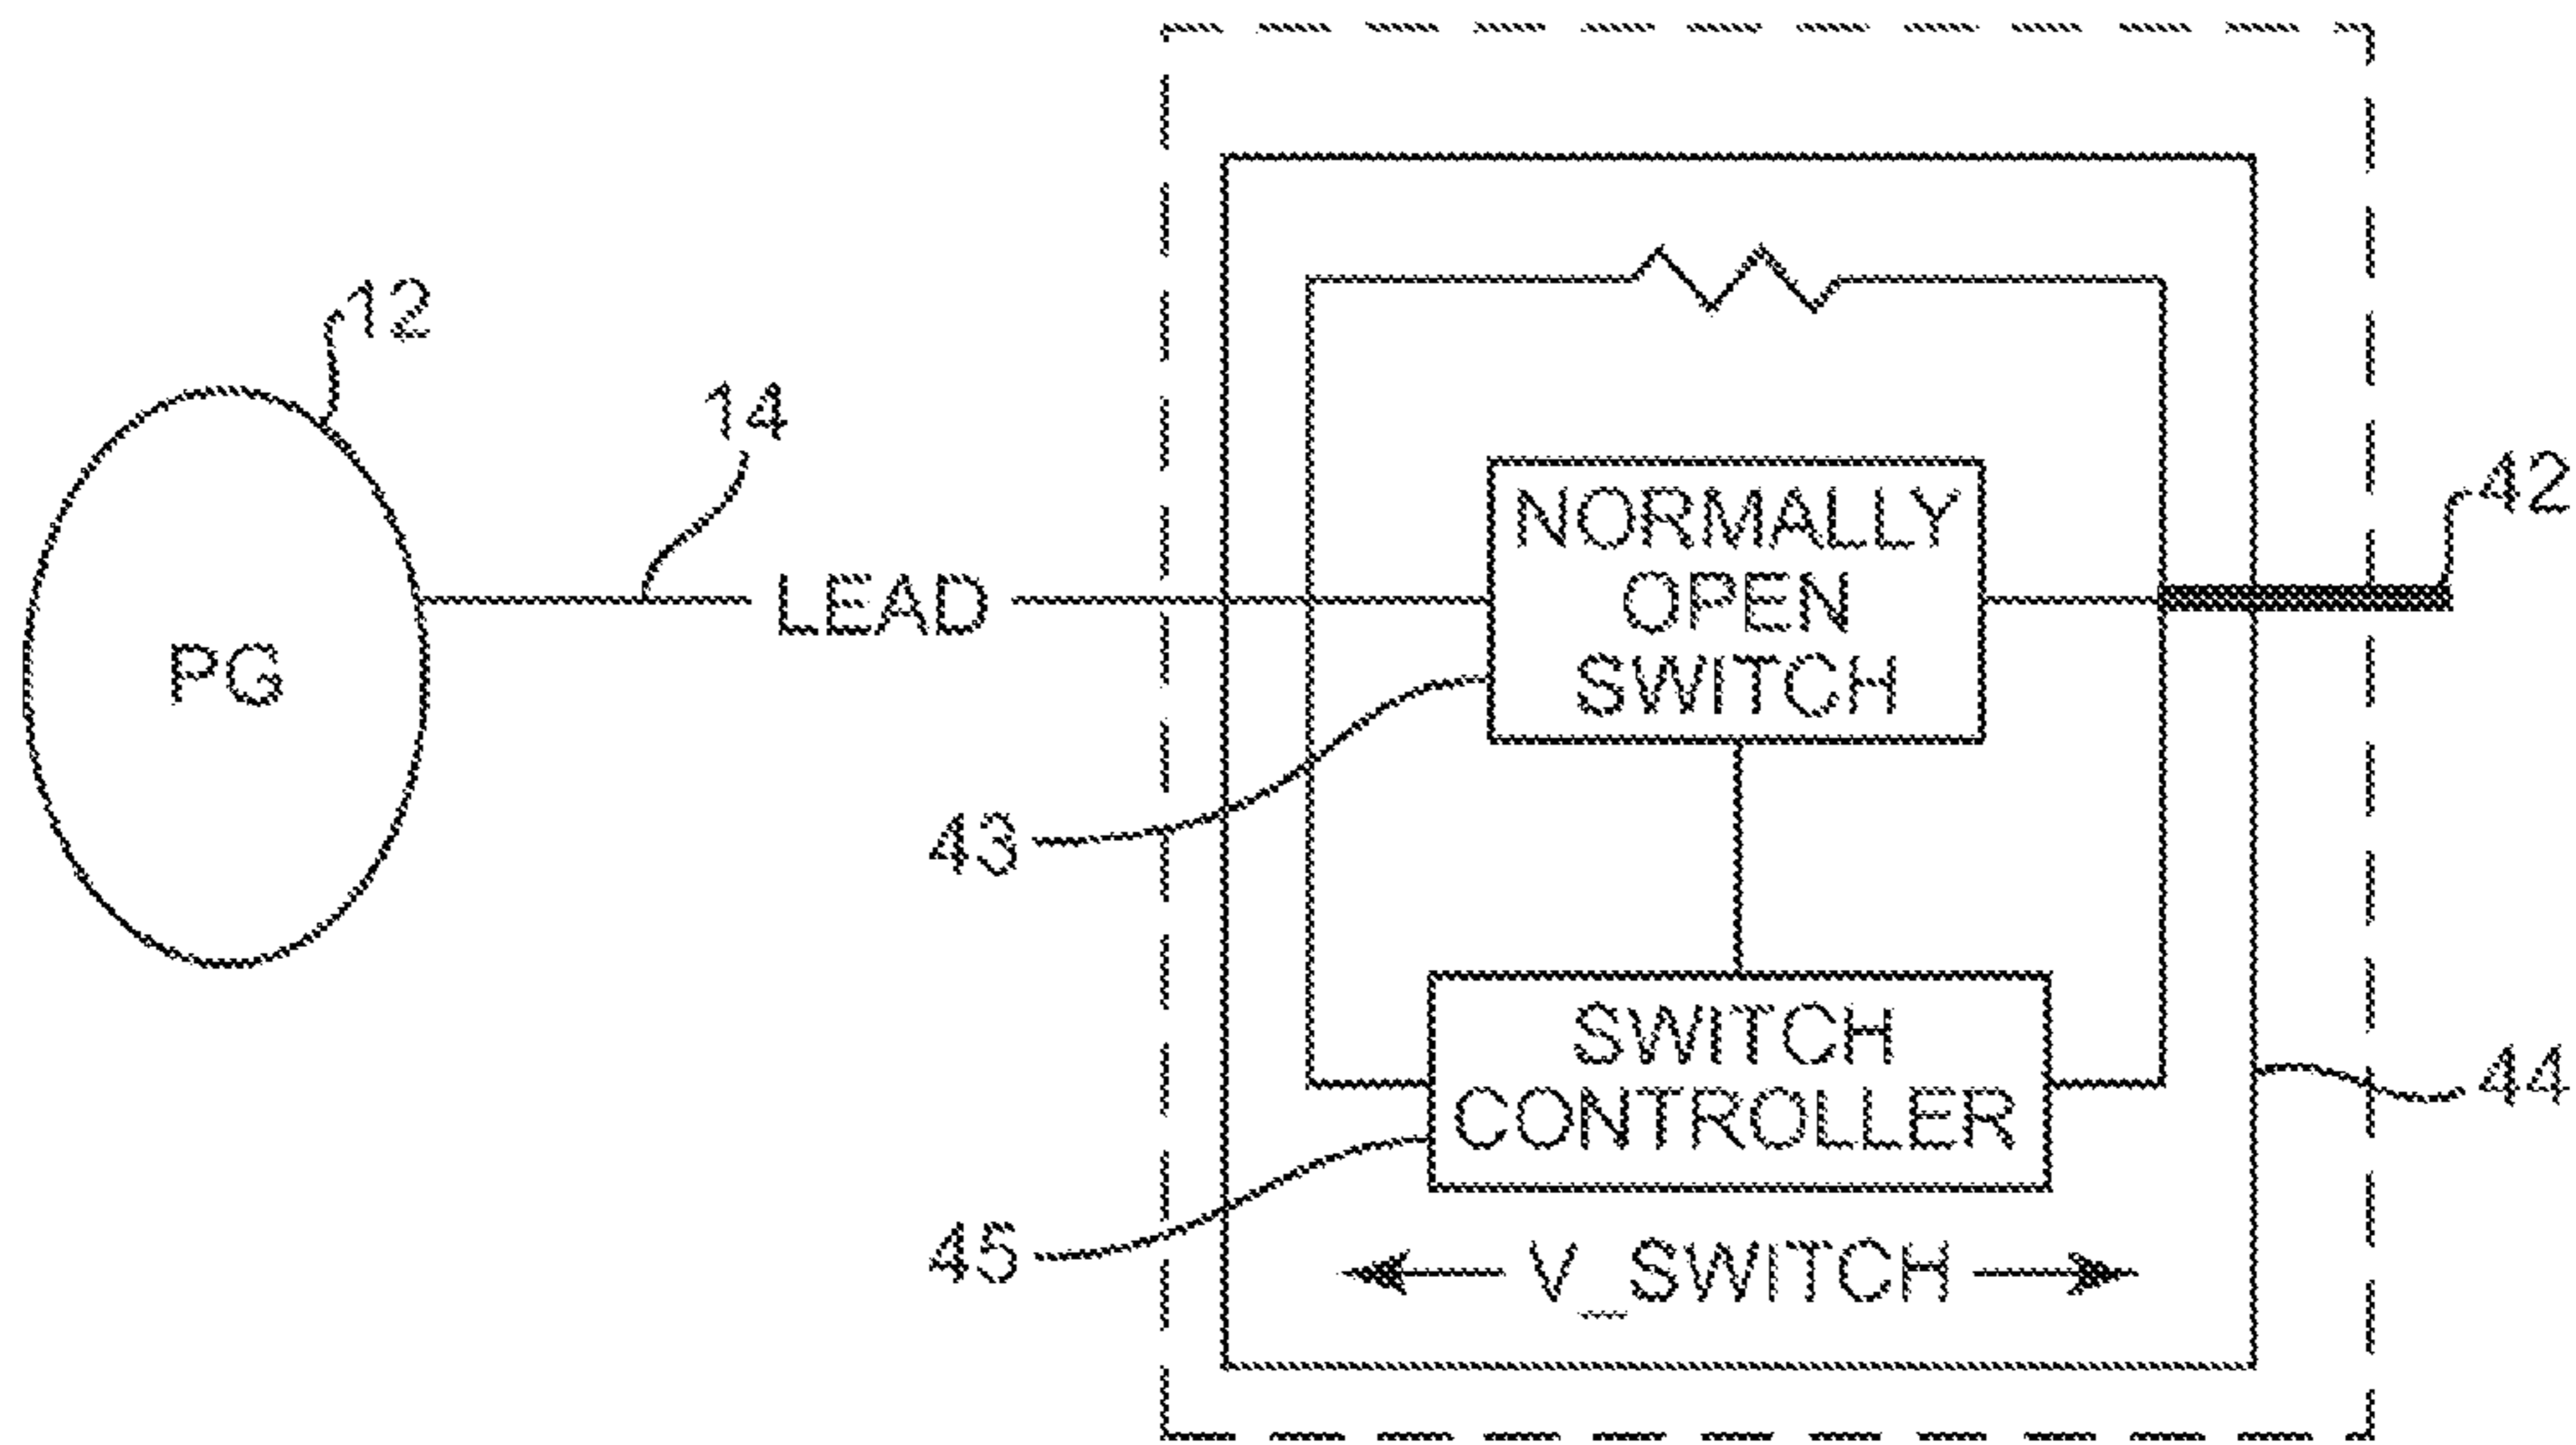 12
14
PG
LEAD
NORMALLY
OPEN
SWITCH
42
43
SWITCH
CONTROLLER
44
45
V_SWITCH